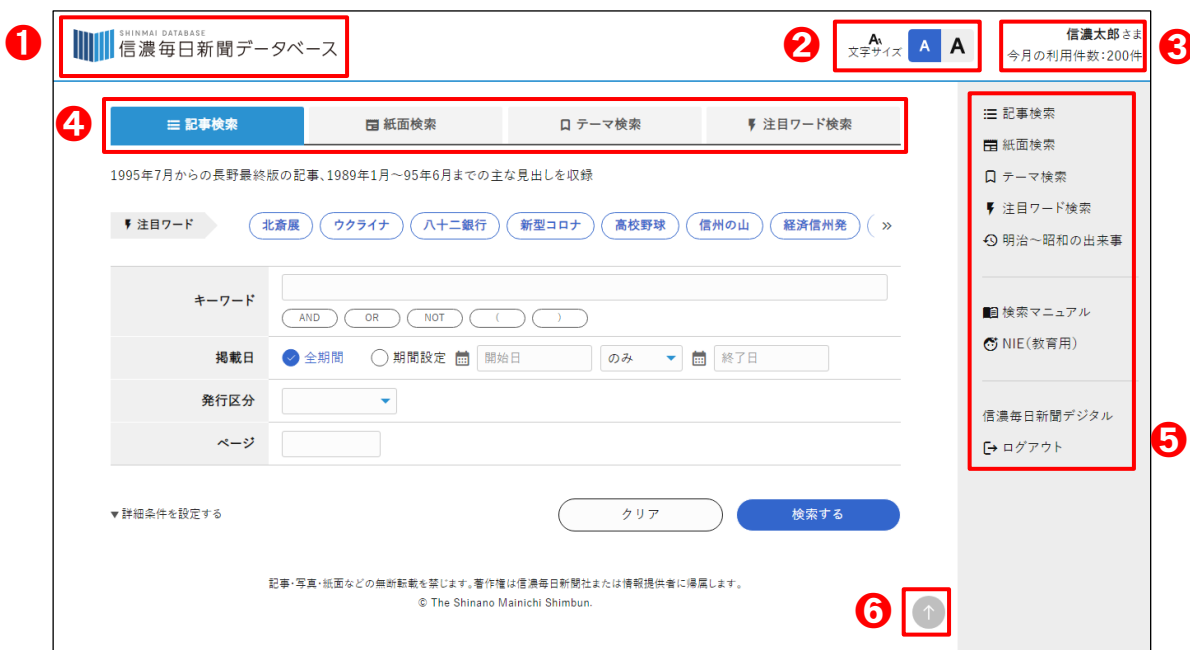 ❶
SHINMAI DATABASE
信濃毎日新聞データベース
❷
文字サイズ
A
A
信濃太郎さま
今月の利用件数:200件
❸
❹
記事検索
紙面検索
テーマ検索
注目ワード検索
1995年7月からの長野最終版の記事、1989年1月～95年6月までの主な見出しを収録
注目ワード
北斎展
ウクライナ
八十二銀行
新型コロナ
高校野球
信州の山
経済信州発
»
キーワード
AND
OR
NOT
(
)
掲載日
全期間
期間設定
開始日
のみ
終了日
発行区分
ページ
▼詳細条件を設定する
クリア
検索する
記事・写真・紙面などの無断転載を禁じます。著作権は信濃毎日新聞社または情報提供者に帰属します。
© The Shinano Mainichi Shimbun.
記事検索
紙面検索
テーマ検索
注目ワード検索
明治～昭和の出来事
検索マニュアル
NIE(教育用)
信濃毎日新聞デジタル
ログアウト
❺
❻